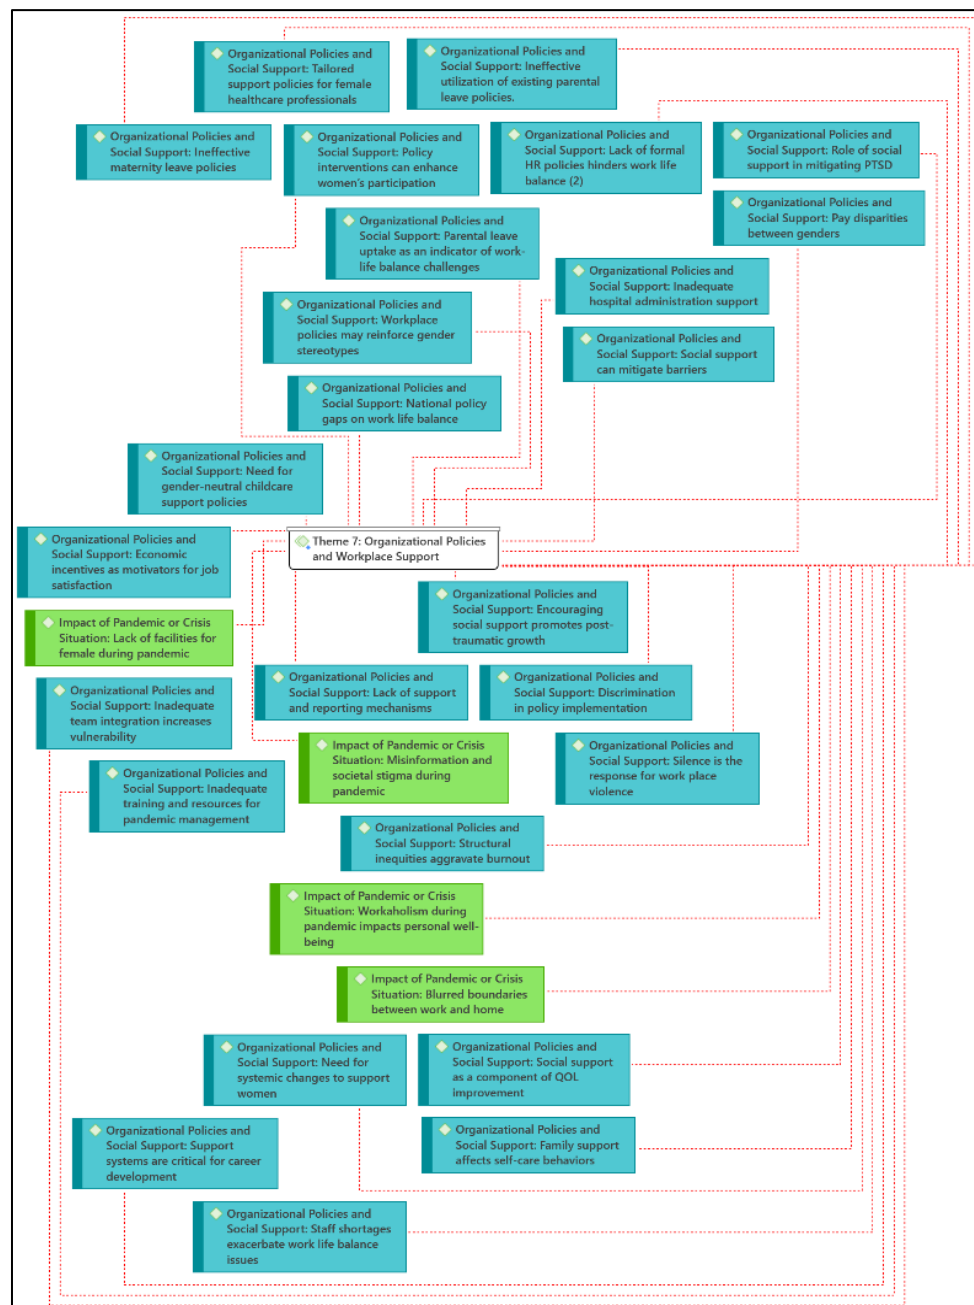 Organizational Policies and
Social Support: Tailored
support policies for female
healthcare professionals
Organizational Policies and
Social Support: Ineffective
utilization of existing parental
leave policies.
Organizational Policies and
Social Support: Ineffective
maternity leave policies
Organizational Policies and
Social Support: Policy
interventions can enhance
women's participation
Organizational Policies and
Social Support: Lack of formal
HR policies hinders work life
balance (2)
Organizational Policies and
Social Support: Role of social
support in mitigating PTSD
Organizational Policies and
Social Support: Pay disparities
between genders
Organizational Policies and
Social Support: Parental leave
uptake as an indicator of work-
life balance challenges
Organizational Policies and
Social Support: Inadequate
hospital administration support
Organizational Policies and
Social Support: Workplace
policies may reinforce gender
stereotypes
Organizational Policies and
Social Support: Social support
can mitigate barriers
Organizational Policies and
Social Support: National policy
gaps on work life balance
Organizational Policies and
Social Support: Need for
gender-neutral childcare
support policies
Theme 7: Organizational Policies
and Workplace Support
Organizational Policies and
Social Support: Economic
incentives as motivators for job
satisfaction
Organizational Policies and
Social Support: Encouraging
social support promotes post-
traumatic growth
Impact of Pandemic or Crisis
Situation: Lack of facilities for
female during pandemic
Organizational Policies and
Social Support: Lack of support
and reporting mechanisms
Organizational Policies and
Social Support: Discrimination
in policy implementation
Organizational Policies and
Social Support: Inadequate
team integration increases
vulnerability
Impact of Pandemic or Crisis
Situation: Misinformation and
societal stigma during
pandemic
Organizational Policies and
Social Support: Silence is the
response for work place
violence
Organizational Policies and
Social Support: Inadequate
training and resources for
pandemic management
Organizational Policies and
Social Support: Structural
inequities aggravate burnout
Impact of Pandemic or Crisis
Situation: Workaholism during
pandemic impacts personal well-
being
Impact of Pandemic or Crisis
Situation: Blurred boundaries
between work and home
Organizational Policies and
Social Support: Need for
systemic changes to support
women
Organizational Policies and
Social Support: Social support
as a component of QOL
improvement
Organizational Policies and
Social Support: Support
systems are critical for career
development
Organizational Policies and
Social Support: Family support
affects self-care behaviors
Organizational Policies and
Social Support: Staff shortages
exacerbate work life balance
issues